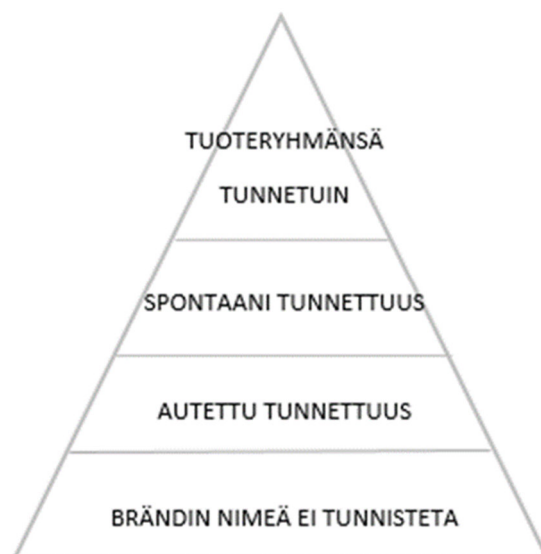 TUOTERYHMÄNSÄ
TUNNETUIN
SPONTAANI TUNNETTUUS
AUTETTU TUNNETTUUS
BRÄNDIN NIMEÄ EI TUNNISTETA